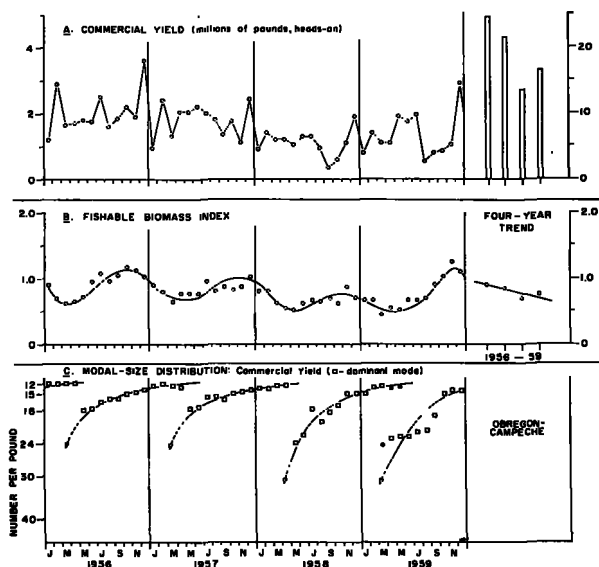 A. COMMERCIAL YIELD (millions of pounds, heads-on)
4
2
0
20
10
0
B. FISHABLE BIOMASS INDEX
FOUR-YEAR
TREND
2.0
1.0
0
2.0
1.0
0
1956 — 59
C. MODAL-SIZE DISTRIBUTION: Commercial Yield (□-dominant mode)
NUMBER PER POUND
12
15
18
24
30
40
OBREGON-
CAMPECHE
J M M J S N J M M J S N J M M J S N J M M J S N
1956 1957 1958 1959